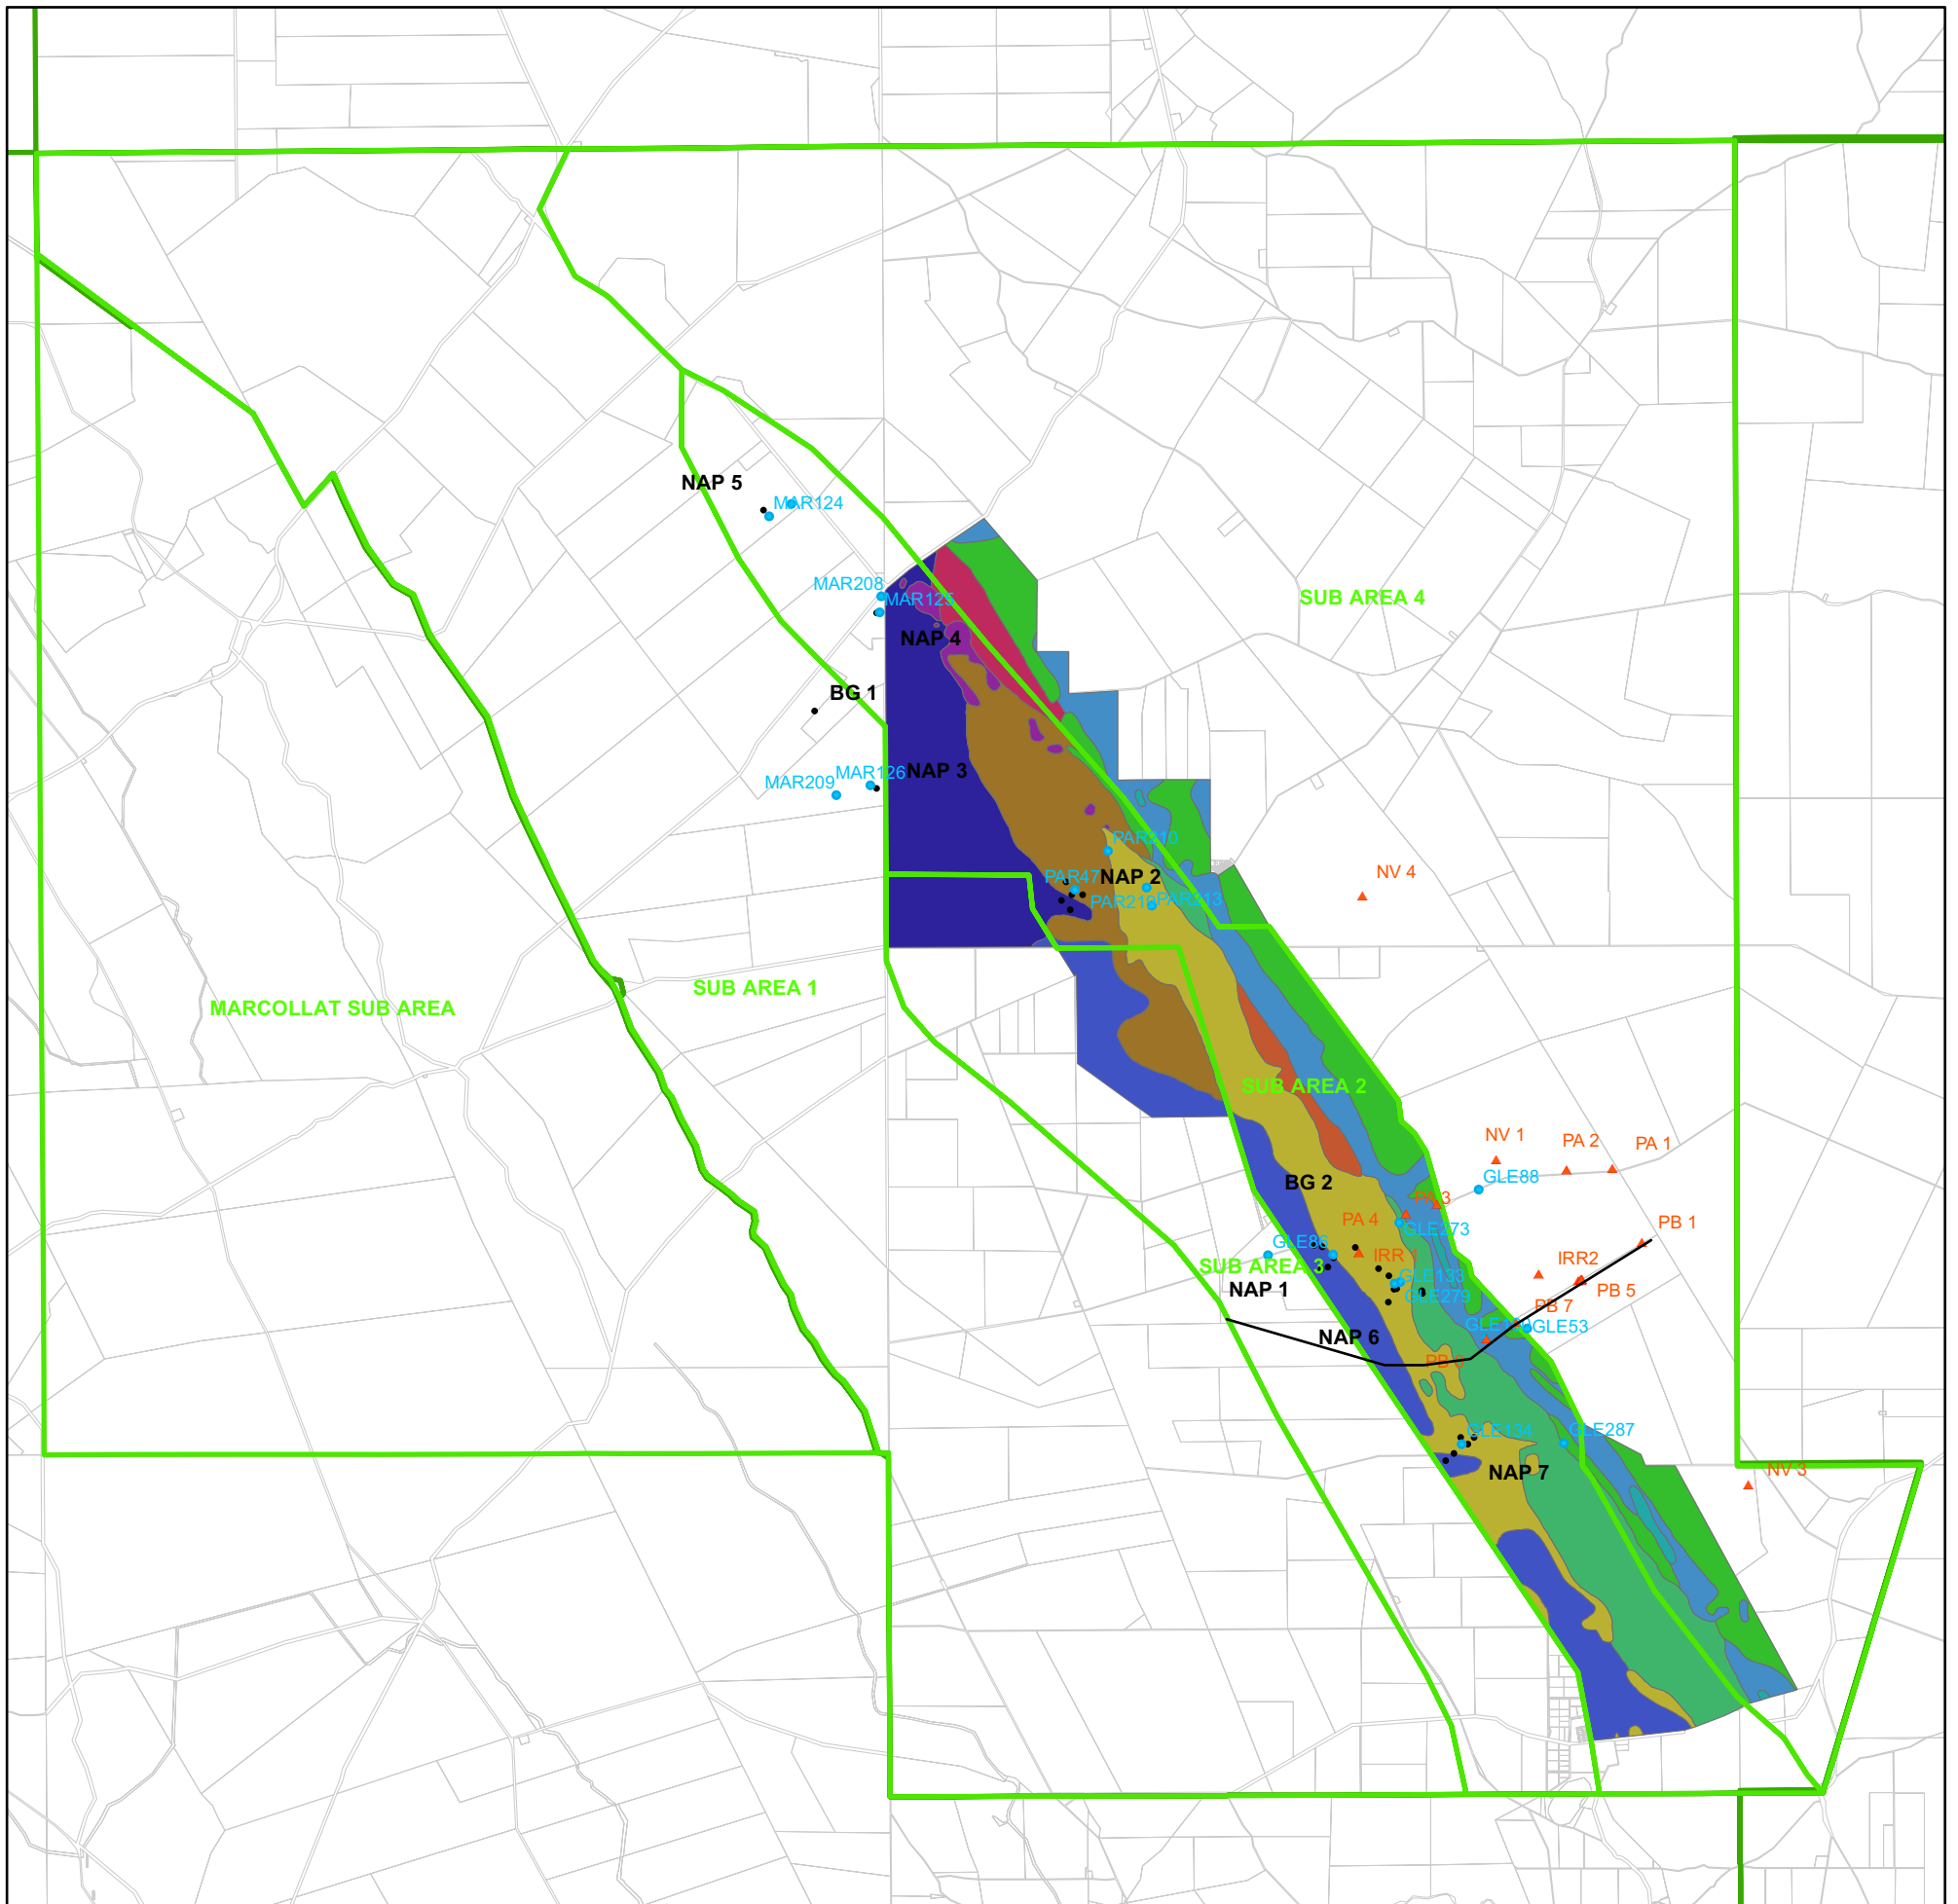 NAP 5
MAR124
MAR208
MAR125
SUB AREA 4
NAP 4
BG 1
NAP 3
MAR126
MAR209
PAR210
PAR47
NAP 2
NV 4
PAR213
SUB AREA 1
MARCOLLAT SUB AREA
SUB AREA 2
NV 1
PA 2
PA 1
GLE88
BG 2
PA 3
PA 4
PB 1
GLE86
IRR 1
IRR2
SUB AREA 3
NAP 1
GLE133
GLE279
PB 5
PB 7
GLE53
NAP 6
GLE134
GLE287
NAP 7
NV 3